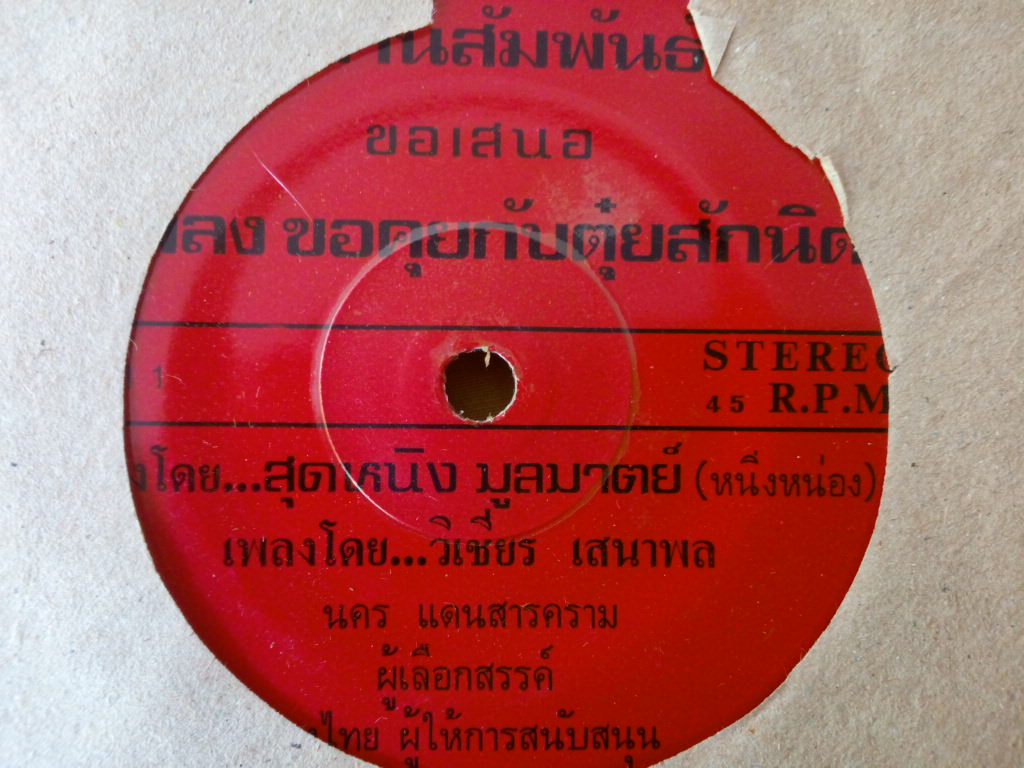 านสัมพันธ์
ขอเสนอ
พลง ขอคุยกับตุ๋ยสักนิด
1
STEREO
45 R.P.M
งโดย...สุดหนิง มูลมาตย์ (หนึ่งหน่อง)
เพลงโดย...วิเชียร เสนาพล
นคร แดนสารคราม
ผู้เลือกสรรค์
งไทย ผู้ให้การสนับสนุน